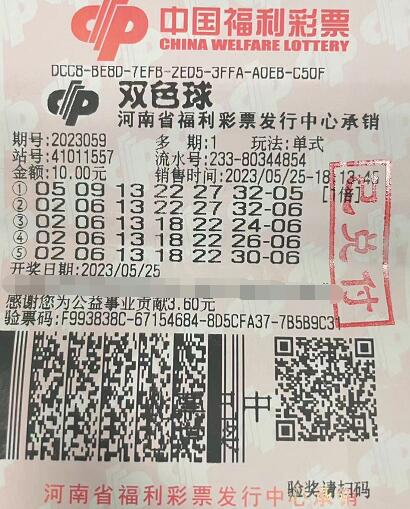 中国福利彩票
CHINA WELFARE LOTTERY
DCC8-BE8D-7EFB-2ED5-3FFA-A0EB-C50F
双色球
河南省福利彩票发行中心承销
期号:2023059 多 期:1 玩法:单式
站号:41011557 流水号:233-80344854
金额:10.00元 销售时间:2023/05/25-18:13:45
① 05 09 13 22 27 32-05 [1倍]
② 02 06 13 22 27 32-06
③ 02 06 13 18 22 24-06
④ 02 06 13 18 22 26-06
⑤ 02 06 13 18 22 30-06
开奖日期:2023/05/25
已兑付
感谢您为公益事业贡献3.60元
验票码:F993838C-67154684-8D5CFA37-7B5B9C31
验奖请扫码
河南省福利彩票发行中心承销